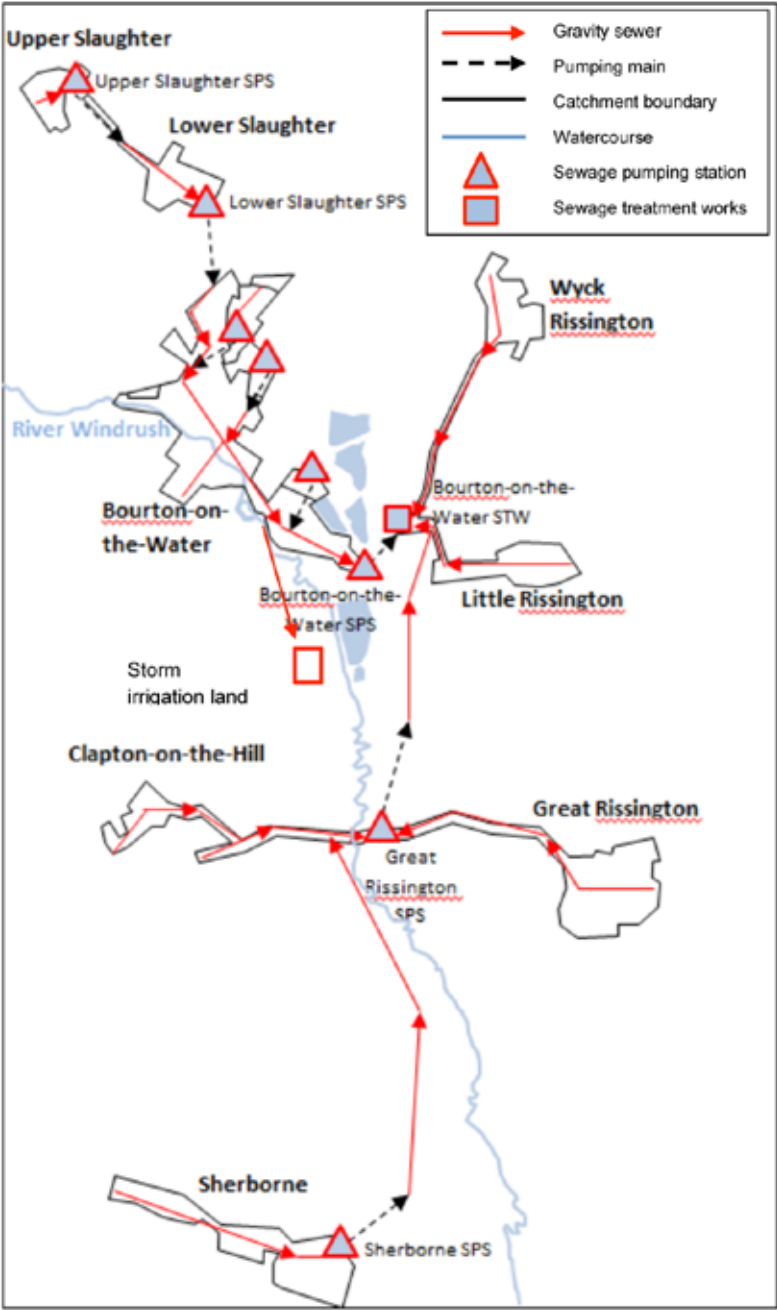 Upper Slaughter
Upper Slaughter SPS
Lower Slaughter
Lower Slaughter SPS
Gravity sewer
Pumping main
Catchment boundary
Watercourse
Sewage pumping station
Sewage treatment works
Wyck
Rissington
River Windrush
Bourton-on-
the-Water
Bourton-on-the-
Water STW
Little Rissington
Bourton-on-the-
Water SPS
Storm
irrigation land
Clapton-on-the-Hill
Great Rissington
Great
Rissington
SPS
Sherborne
Sherborne SPS